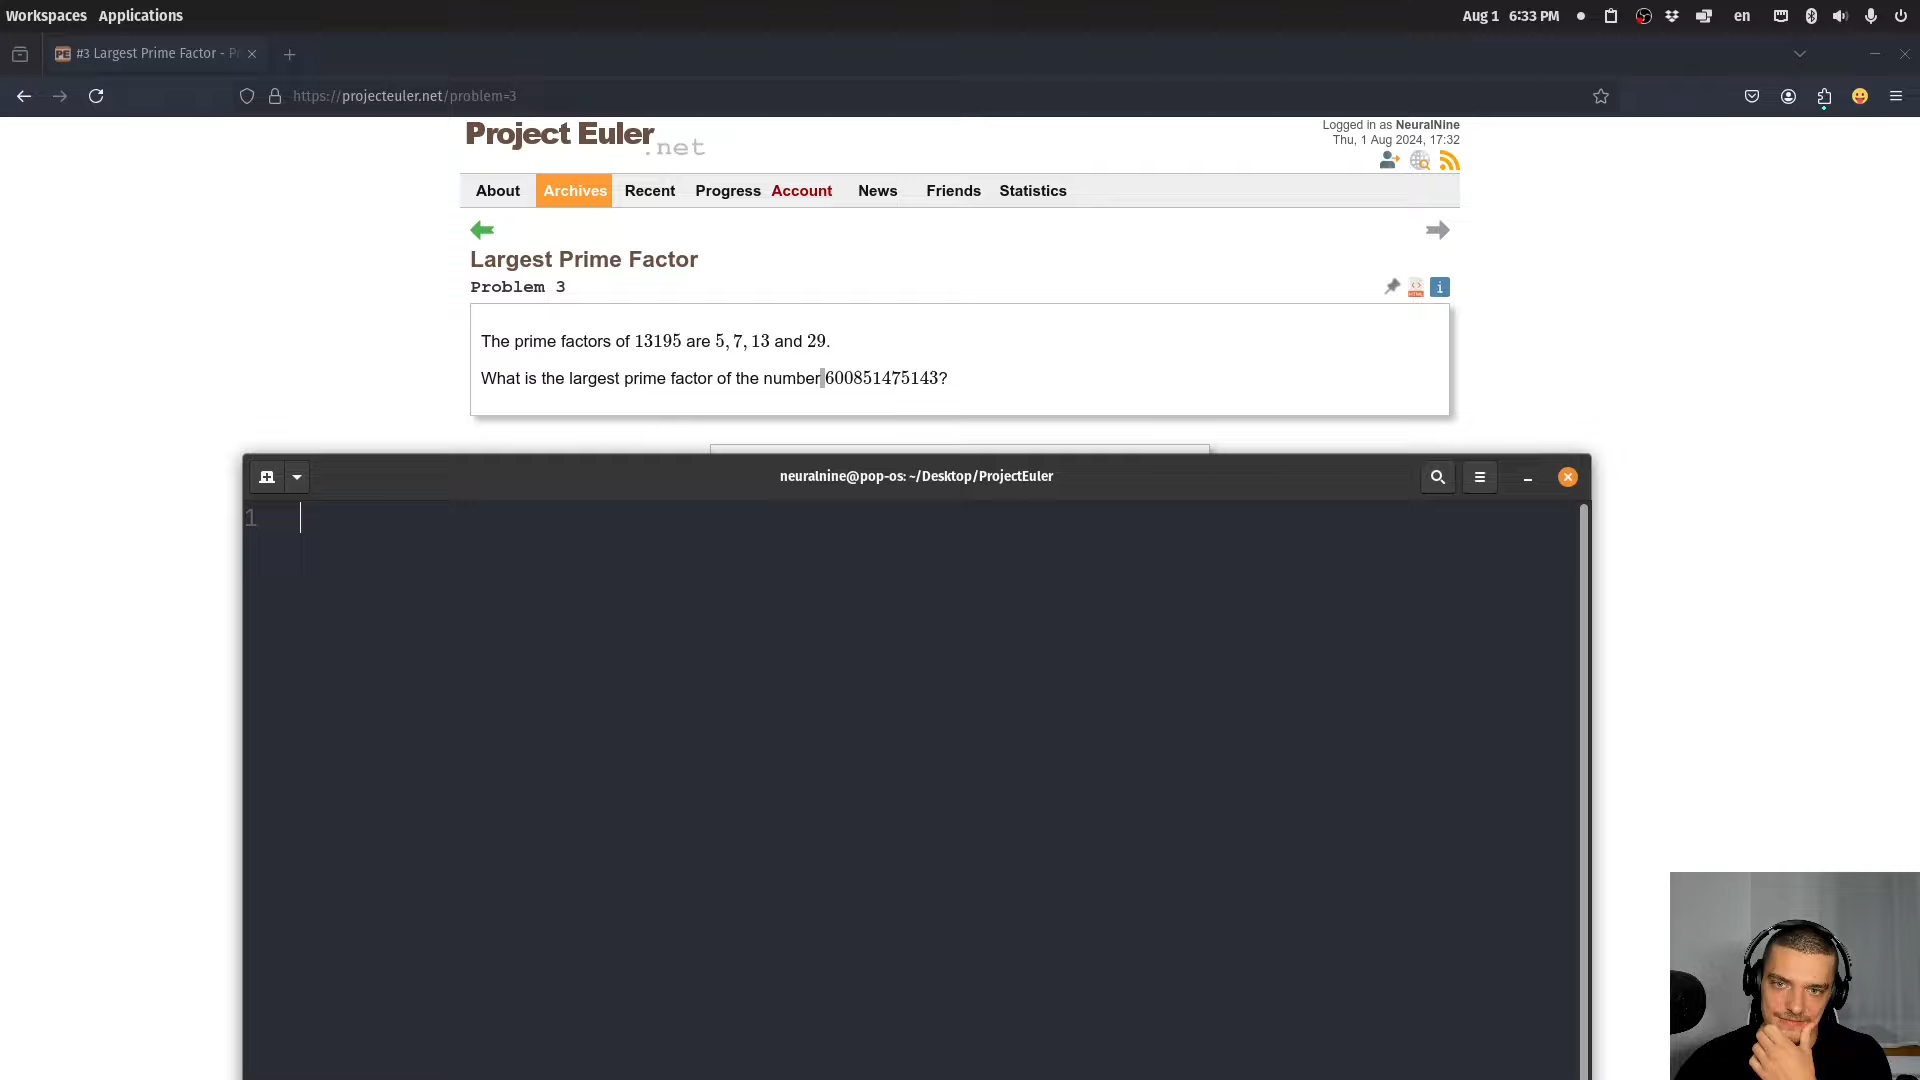 Workspaces Applications
Aug 1 6:33 PM
en
#3 Largest Prime Factor - P
https://projecteuler.net/problem=3
Project Euler
.net
Logged in as NeuralNine
Thu, 1 Aug 2024, 17:32
About Archives Recent Progress Account News Friends Statistics
Largest Prime Factor
Problem 3
The prime factors of 13195 are 5, 7, 13 and 29.
What is the largest prime factor of the number 600851475143?
neuralnine@pop-os: ~/Desktop/ProjectEuler
1